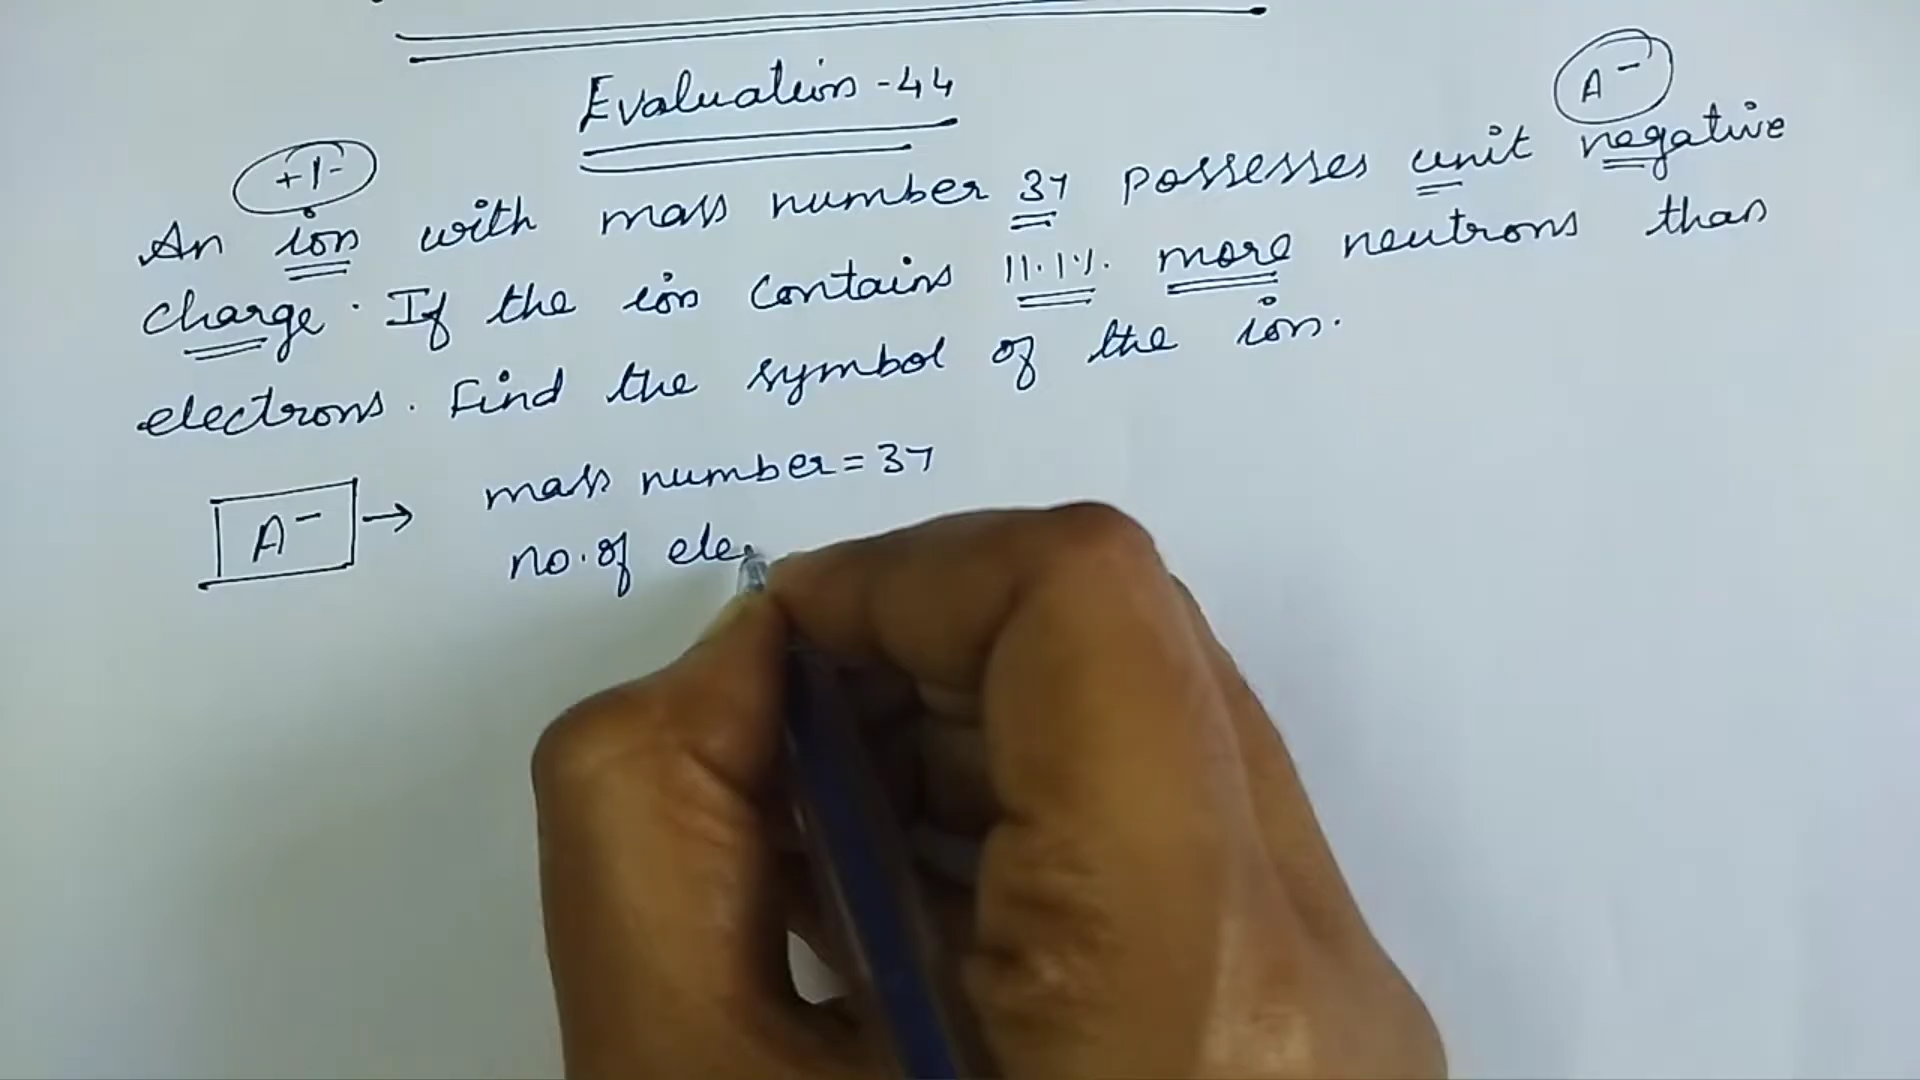 Evaluation - 44
A⁻
+/-
An ion with mass number 37 possesses unit negative
charge. If the ion contains 11.1% more neutrons than
electrons. Find the symbol of the ion.
A⁻ → mass number = 37
no. of ele